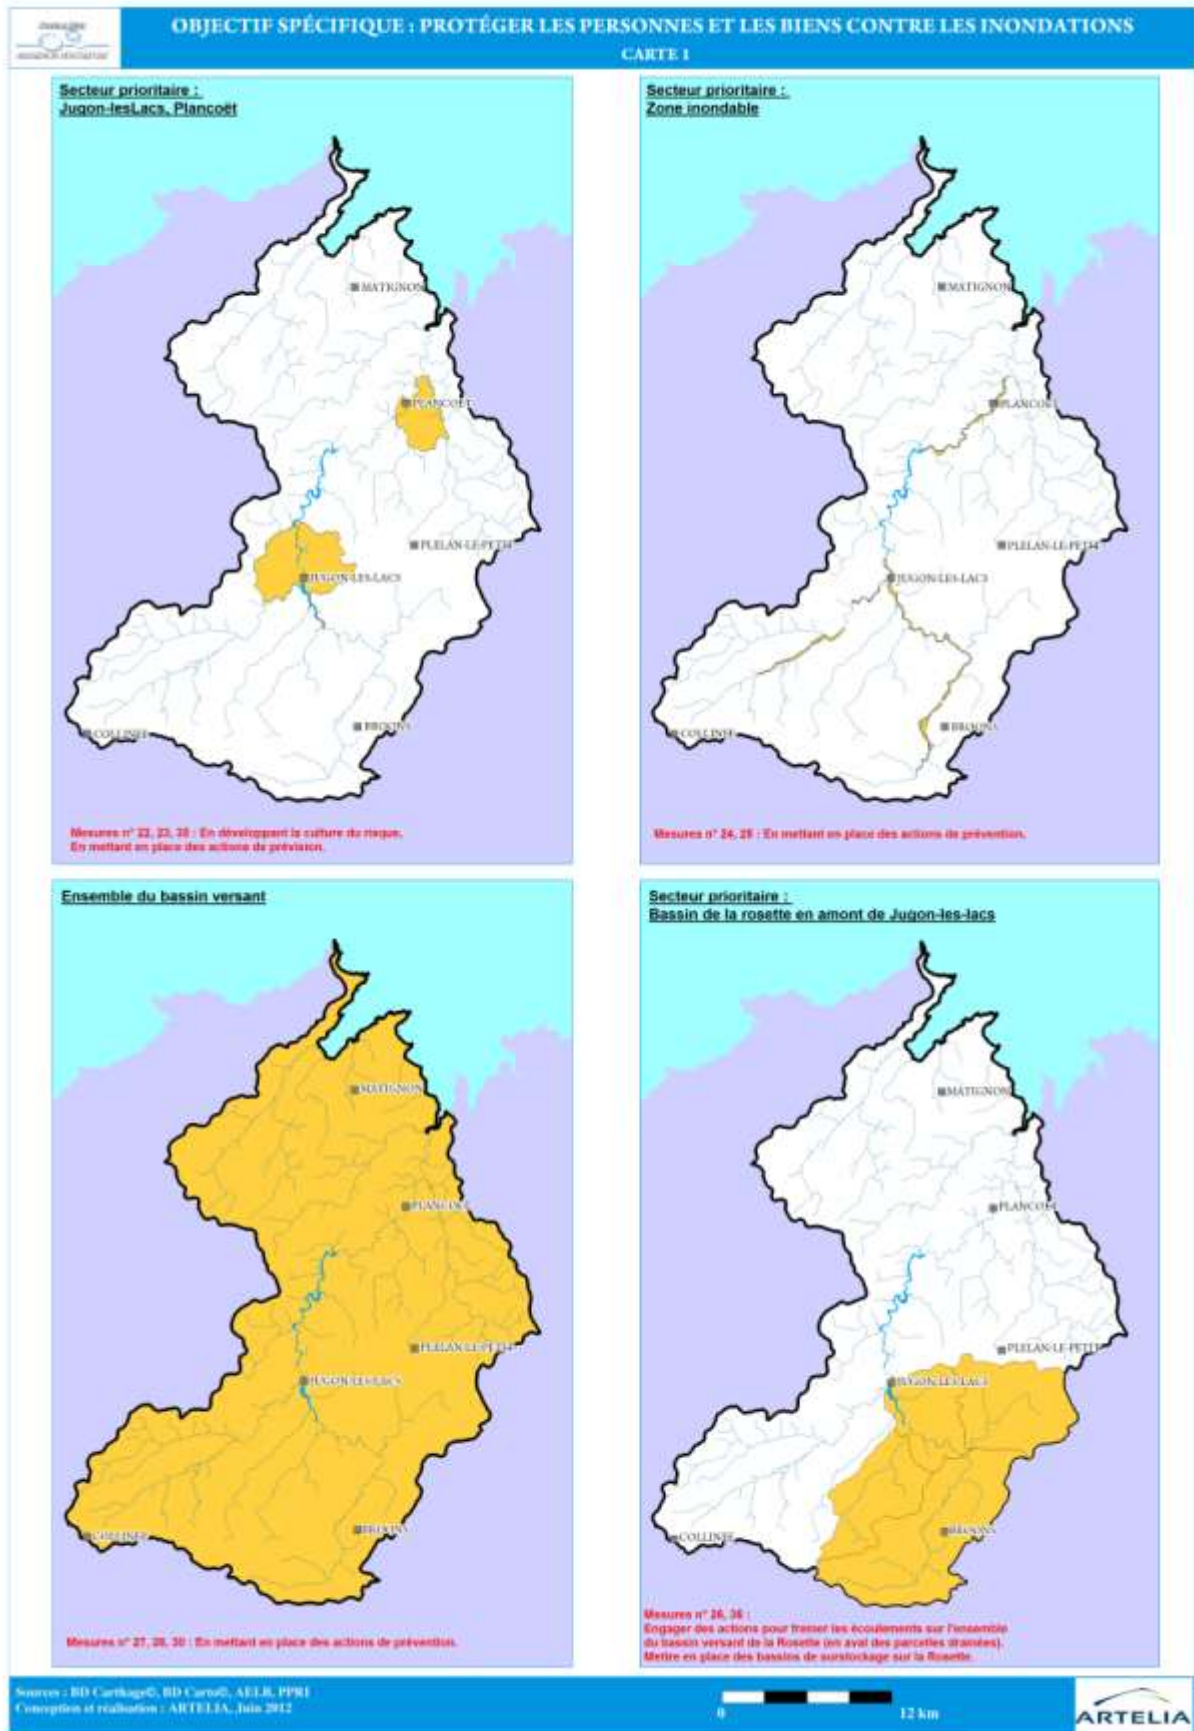 OBJECTIF SPÉCIFIQUE : PROTÉGER LES PERSONNES ET LES BIENS CONTRE LES INONDATIONS
CARTE 1
Secteur prioritaire :
Jugon-lesLacs, Plancoët
MATIGNON
PLANCOËT
PLELAN-LE-PETIT
JUGON-LES-LACS
BROONS
COLLINEE
Mesures n° 22, 23, : En développant la culture du risque.
En mettant en place des actions de prévision.
Secteur prioritaire :
Zone inondable
MATIGNON
PLANCOËT
PLELAN-LE-PETIT
JUGON-LES-LACS
BROONS
COLLINEE
Mesures n° 24, : En mettant en place des actions de prévention.
Ensemble du bassin versant
MATIGNON
PLANCOËT
PLELAN-LE-PETIT
JUGON-LES-LACS
BROONS
COLLINEE
Mesures n° 27, : En mettant en place des actions de prévention.
Secteur prioritaire :
Bassin de la rosette en amont de Jugon-les-lacs
MATIGNON
PLANCOËT
PLELAN-LE-PETIT
JUGON-LES-LACS
BROONS
COLLINEE
Mesures n° :
Engager des actions pour freiner les écoulements sur l'ensemble
du bassin versant de la Rosette (en aval des parcelles drainées).
Mettre en place des bassins de surstockage sur la Rosette.
Sources : BD Carthage©, BD Carto©, AELB, PPRI
Conception et réalisation : ARTELIA, Juin 2012
0 12 km
ARTELIA